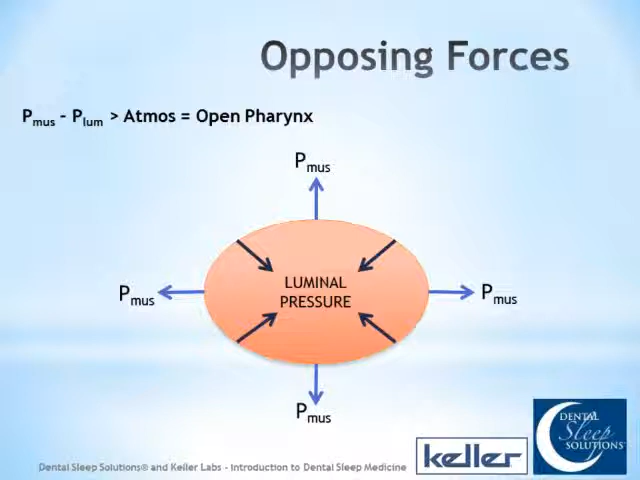 Opposing Forces
Pmus - Plum > Atmos = Open Pharynx
Pmus
Pmus
LUMINAL
PRESSURE
Pmus
Pmus
Dental Sleep Solutions® and Keller Labs - Introduction to Dental Sleep Medicine
keller
DENTAL
Sleep
SOLUTIONS